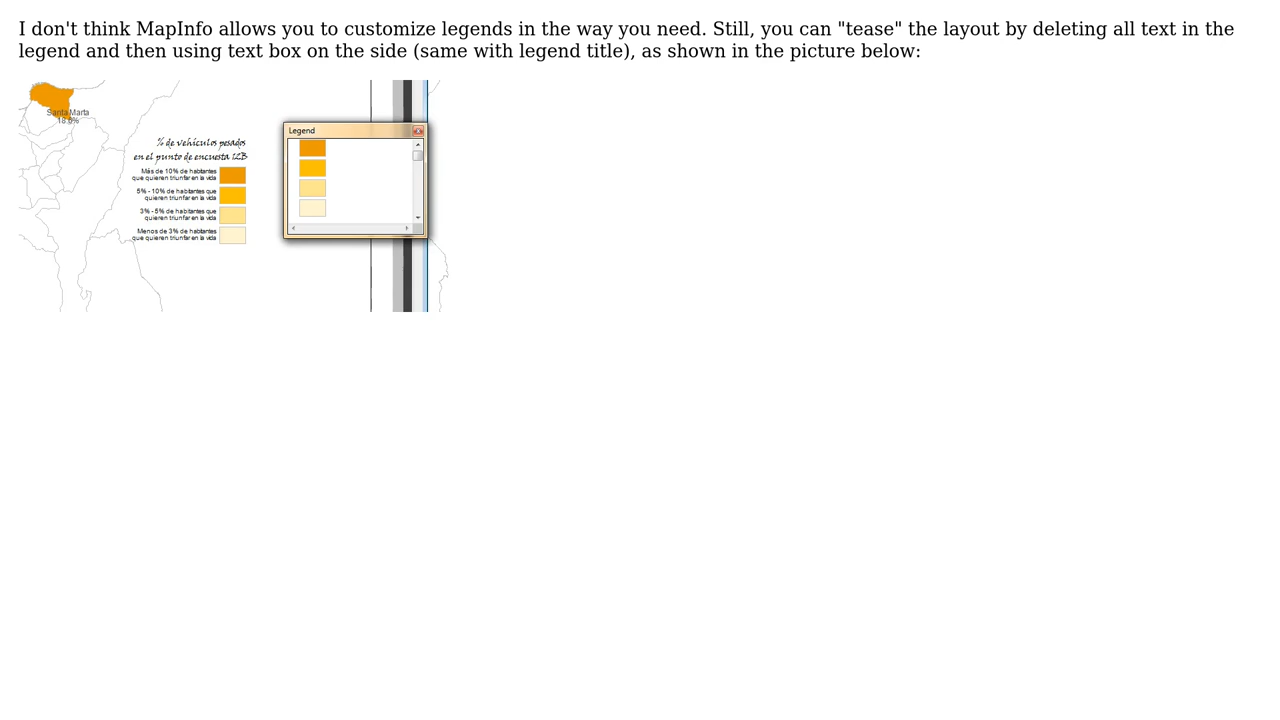 I don't think MapInfo allows you to customize legends in the way you need. Still, you can "tease" the layout by deleting all text in the
legend and then using text box on the side (same with legend title), as shown in the picture below:
Santa Marta
18.6%
% de vehículos pesados
en el punto de encuesta LLB
Más de 10% de habitantes
que quieren triunfar en la vida
5% - 10% de habitantes que
quieren triunfar en la vida
3% - 5% de habitantes que
quieren triunfar en la vida
Menos de 3% de habitantes
que quieren triunfar en la vida
Legend